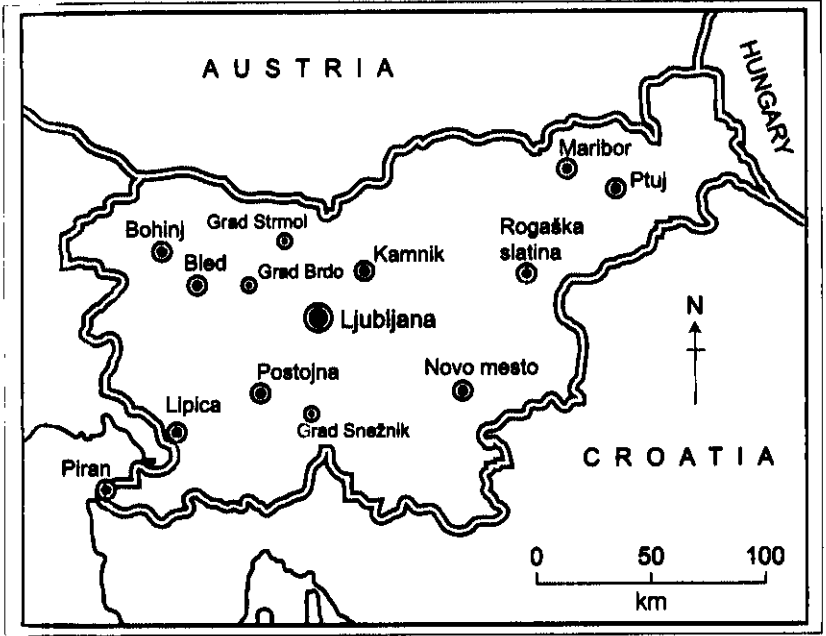 AUSTRIA
HUNGARY
Maribor
Ptuj
Grad Strmol
Bohinj
Rogaška
slatina
Kamnik
Bled
Grad Brdo
Ljubijana
N
Postojna
Novo mesto
Lipica
Grad Snežnik
CROATIA
Piran
0 50 100
km